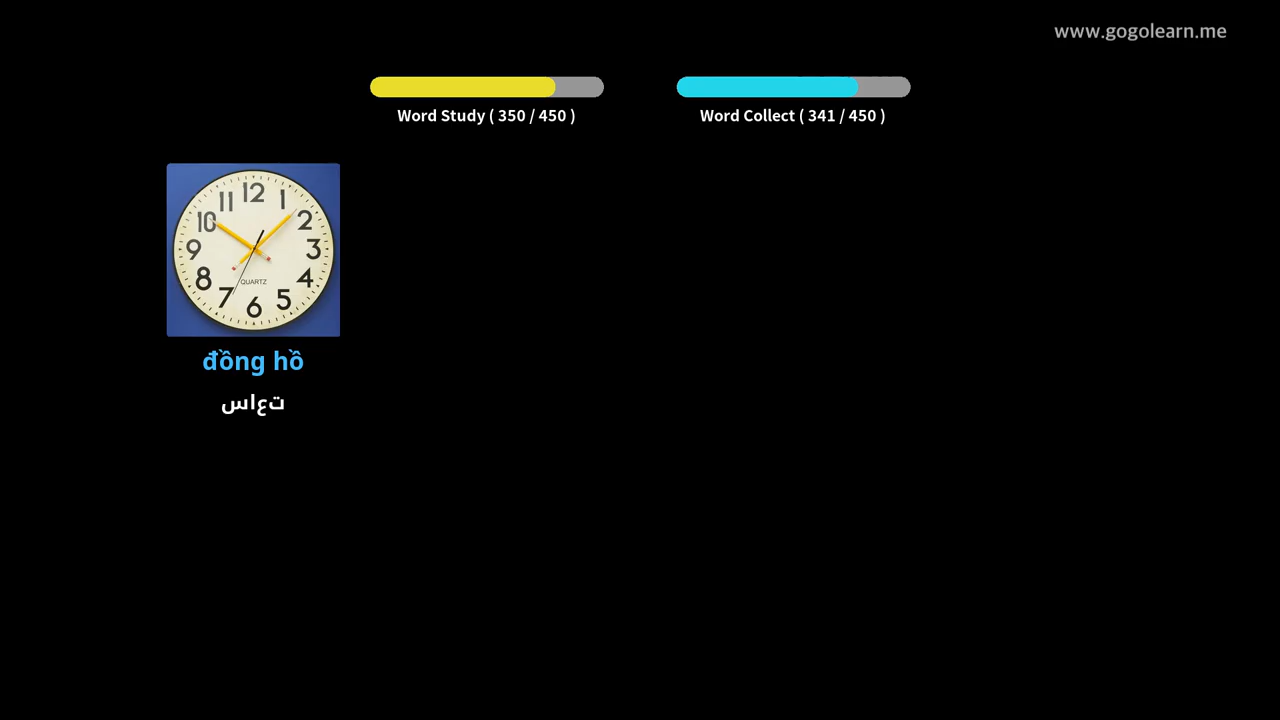 www.gogolearn.me
Word Study ( 350 / 450 )
Word Collect ( 341 / 450 )
12
1
2
3
4
5
6
7
8
9
10
11
QUARTZ
đồng hồ
تعاس